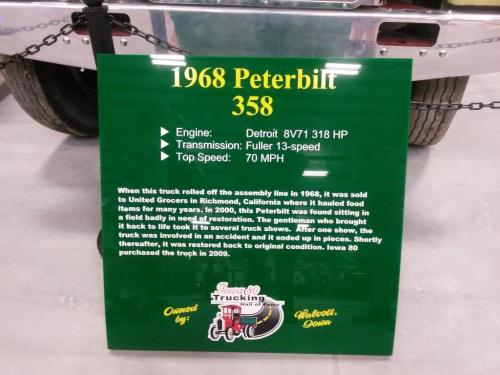 1968 Peterbilt
358
Engine: Detroit 8V71 318 HP
Transmission: Fuller 13-speed
Top Speed: 70 MPH
When this truck rolled off the assembly line in 1968, it was sold
to United Grocers in Richmond, California where it hauled food
items for many years. In 2000, this Peterbilt was found sitting in
a field badly in need of restoration. The gentleman who brought
it back to life took it to several truck shows. After one show, the
truck was involved in an accident and it ended up in pieces. Shortly
thereafter, it was restored back to original condition. Iowa 80
purchased the truck in 2009.
Owned
by:
Iowa 80
Trucking
Hall of Fame
Walcott,
Iowa